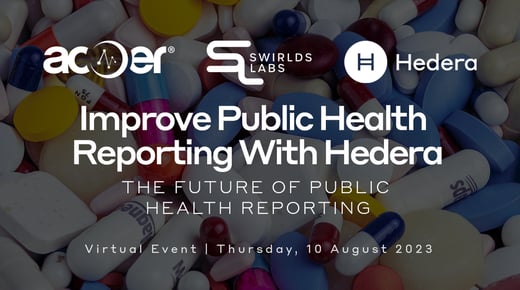 acoer®
SWIRLDS
LABS
H Hedera
Improve Public Health
Reporting With Hedera
THE FUTURE OF PUBLIC
HEALTH REPORTING
Virtual Event | Thursday, 10 August 2023